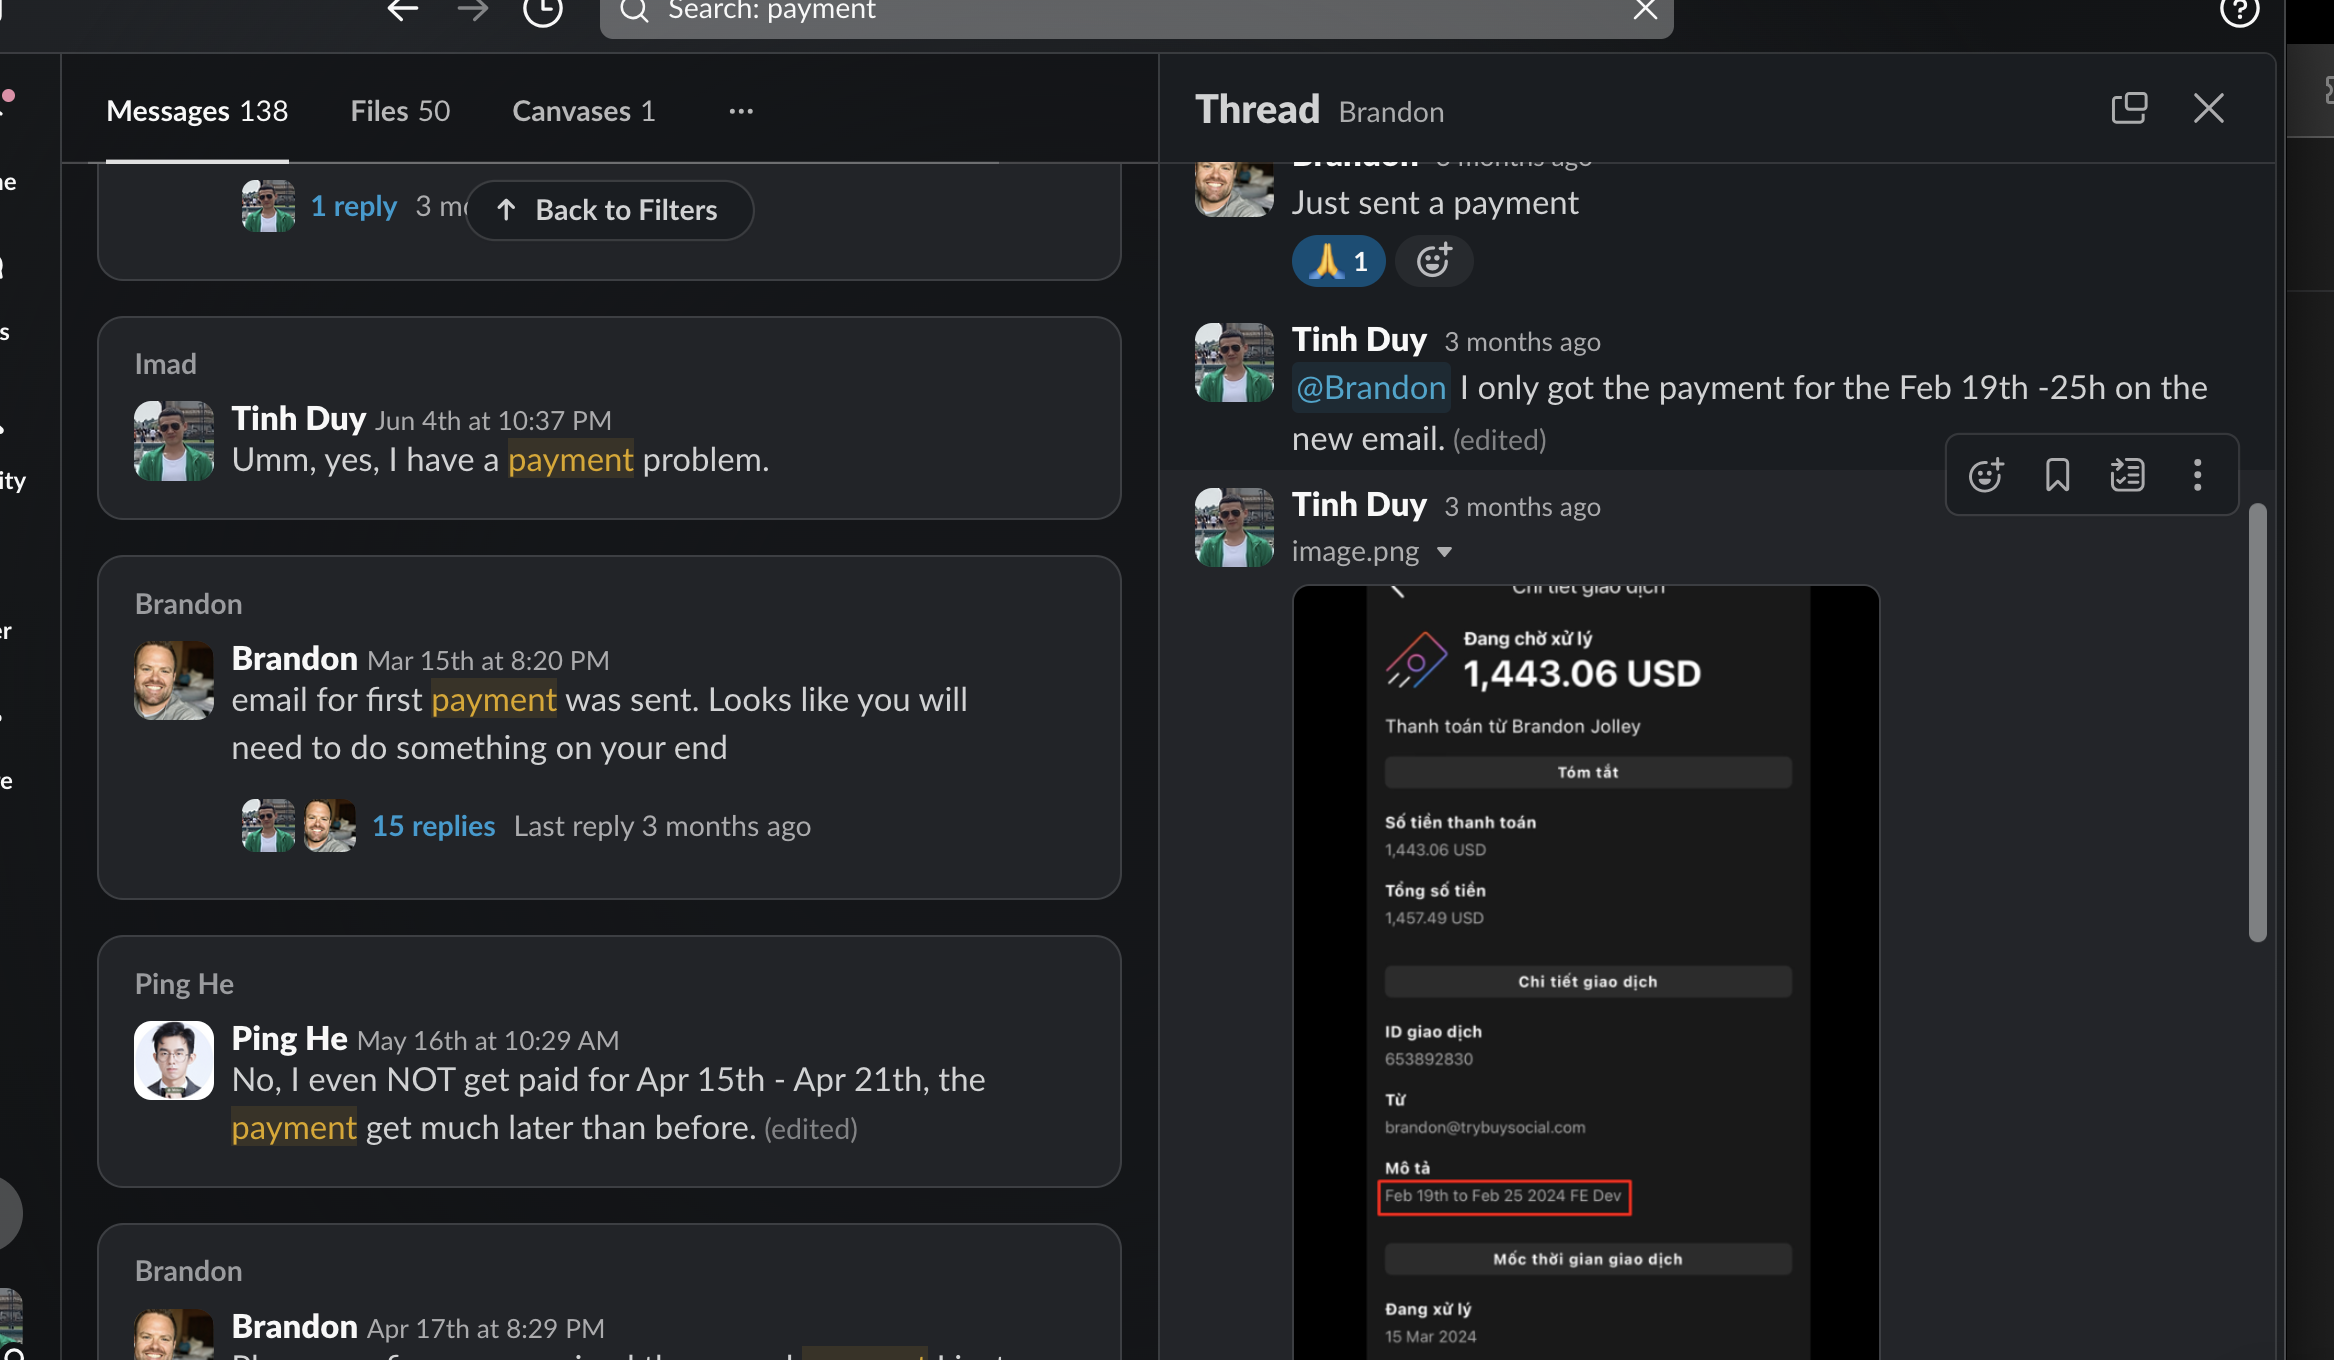 Search: payment
Messages 138
Files 50
Canvases 1
1 reply
Back to Filters
Imad
Tinh Duy Jun 4th at 10:37 PM
Umm, yes, I have a payment problem.
Brandon
Brandon Mar 15th at 8:20 PM
email for first payment was sent. Looks like you will
need to do something on your end
15 replies Last reply 3 months ago
Ping He
Ping He May 16th at 10:29 AM
No, I even NOT get paid for Apr 15th - Apr 21th, the
payment get much later than before. (edited)
Brandon
Brandon Apr 17th at 8:29 PM
Thread Brandon
Brandon 3 months ago
Just sent a payment
🙏 1
Tinh Duy 3 months ago
@Brandon I only got the payment for the Feb 19th -25h on the
new email. (edited)
Tinh Duy 3 months ago
image.png
Chi tiết giao dịch
Đang chờ xử lý
1,443.06 USD
Thanh toán từ Brandon Jolley
Tóm tắt
Số tiền thanh toán
1,443.06 USD
Tổng số tiền
1,457.49 USD
Chi tiết giao dịch
ID giao dịch
653892830
Từ
brandon@trybuysocial.com
Mô tả
Feb 19th to Feb 25 2024 FE Dev
Mốc thời gian giao dịch
Đang xử lý
15 Mar 2024